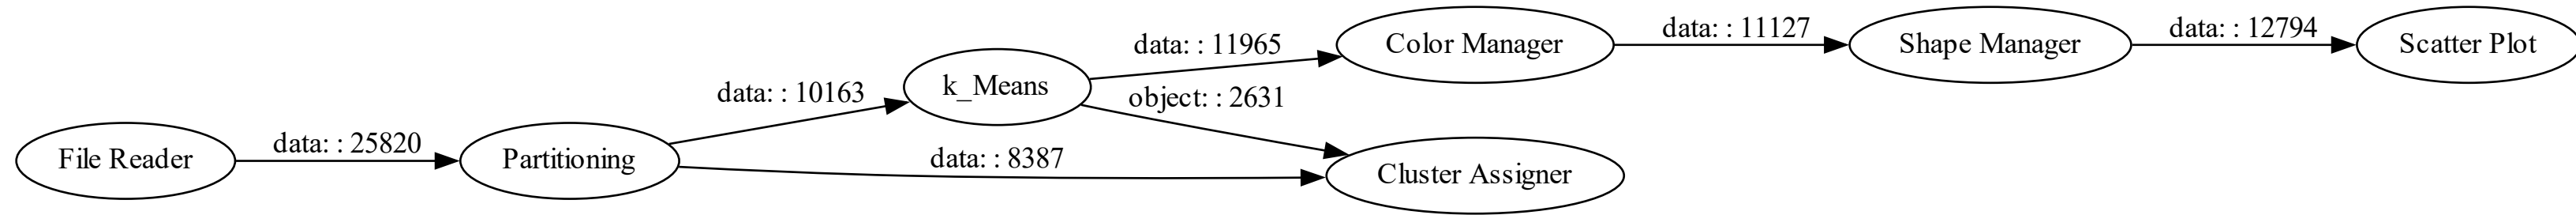 File Reader
data: : 25820
Partitioning
data: : 10163
k_Means
data: : 11965
Color Manager
data: : 11127
Shape Manager
data: : 12794
Scatter Plot
object: : 2631
data: : 8387
Cluster Assigner